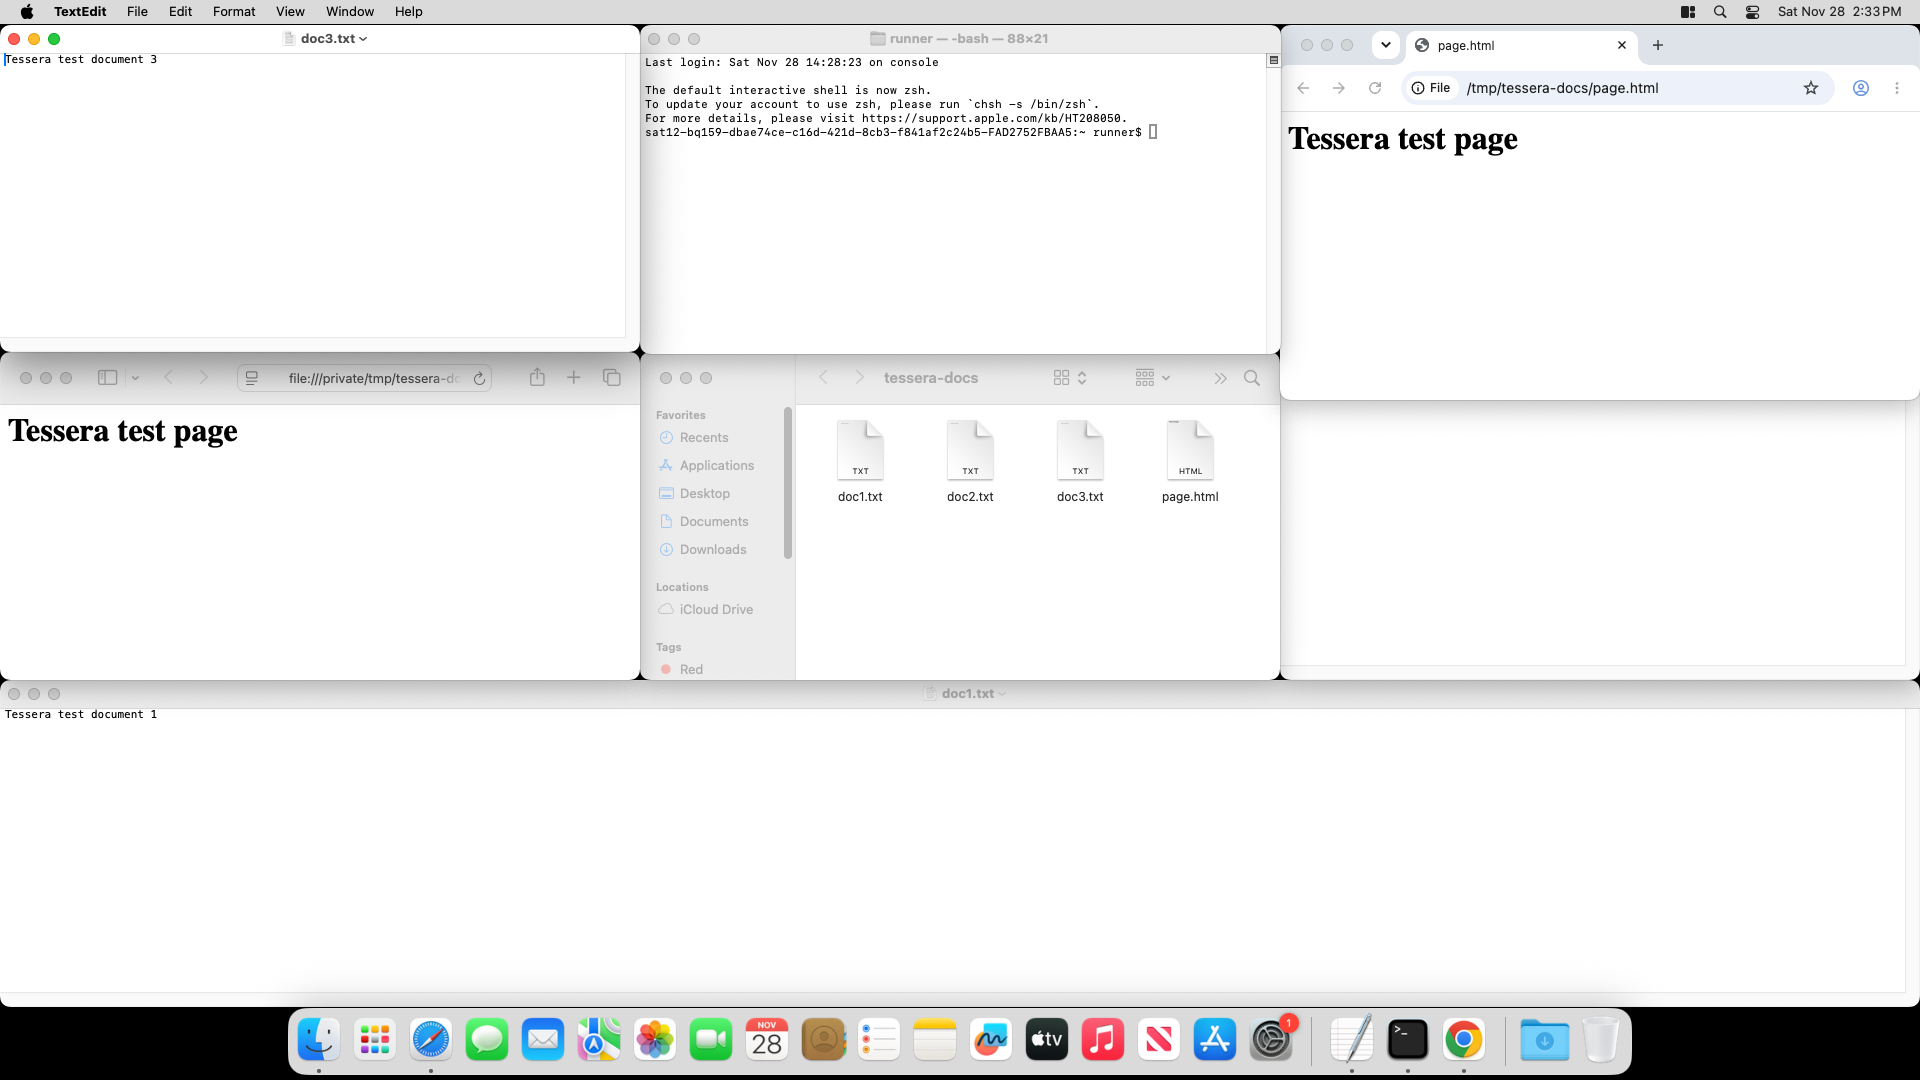 TextEdit File Edit Format View Window Help Sat Nov 28 2:33 PM
doc3.txt
Tessera test document 3
runner — -bash — 88×21
Last login: Sat Nov 28 14:28:23 on console
The default interactive shell is now zsh.
To update your account to use zsh, please run `chsh -s /bin/zsh`.
For more details, please visit https://support.apple.com/kb/HT208050.
sat12-bq159-dbae74ce-c16d-421d-8cb3-f841af2c24b5-FAD2752FBAA5:~ runner$
page.html
File /tmp/tessera-docs/page.html
Tessera test page
file:///private/tmp/tessera-dc
Tessera test page
tessera-docs
Favorites
Recents
Applications
Desktop
Documents
Downloads
Locations
iCloud Drive
Tags
Red
TXT TXT TXT HTML
doc1.txt doc2.txt doc3.txt page.html
doc1.txt
Tessera test document 1
NOV
28
tv
1